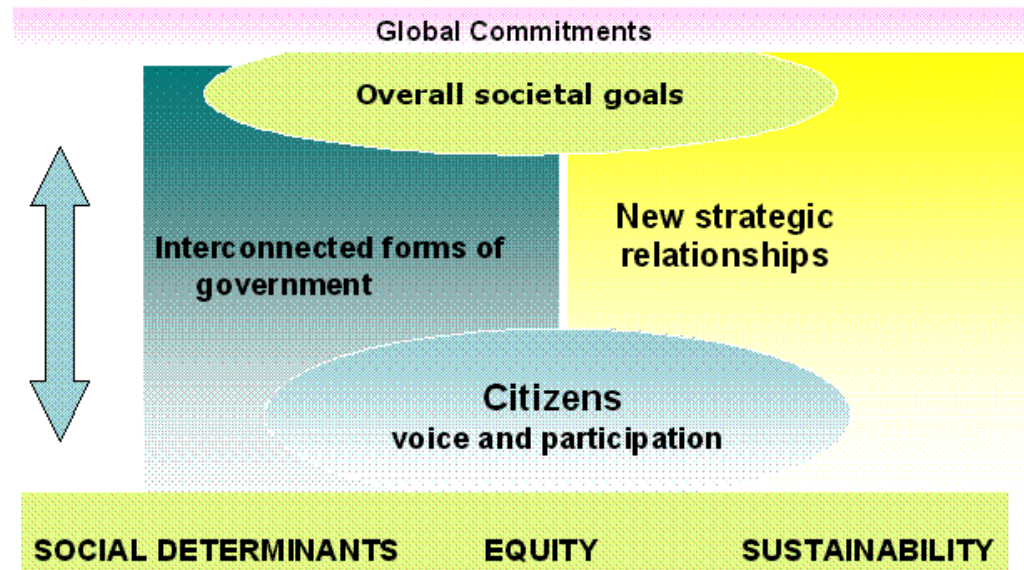 Global Commitments
Overall societal goals
Interconnected forms of
government
New strategic
relationships
Citizens
voice and participation
SOCIAL DETERMINANTS EQUITY SUSTAINABILITY